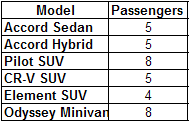 Model Passengers
Accord Sedan 5
Accord Hybrid 5
Pilot SUV 8
CR-V SUV 5
Element SUV 4
Odyssey Minivan 8